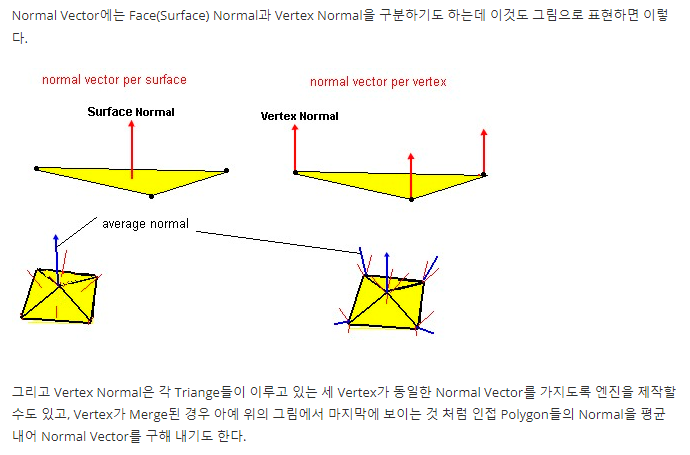 Normal Vector에는 Face(Surface) Normal과 Vertex Normal을 구분하기도 하는데 이것도 그림으로 표현하면 이렇
다.
normal vector per surface
normal vector per vertex
Surface Normal
Vertex Normal
average normal
그리고 Vertex Normal은 각 Triange들이 이루고 있는 세 Vertex가 동일한 Normal Vector를 가지도록 엔진을 제작할
수도 있고, Vertex가 Merge된 경우 아예 위의 그림에서 마지막에 보이는 것 처럼 인접 Polygon들의 Normal을 평균
내어 Normal Vector를 구해 내기도 한다.